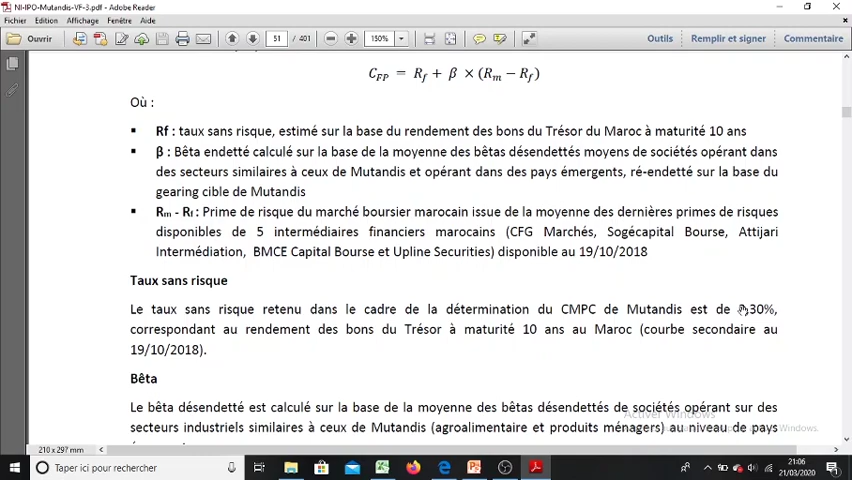 NI-IPO-Mutandis-VF-3.pdf - Adobe Reader
Fichier Edition Affichage Fenêtre Aide
Ouvrir 51 / 401 150% Outils Remplir et signer Commentaire
C_FP = R_f + β × (R_m − R_f)
Où :
▪ Rf : taux sans risque, estimé sur la base du rendement des bons du Trésor du Maroc à maturité 10 ans
▪ β : Bêta endetté calculé sur la base de la moyenne des bêtas désendettés moyens de sociétés opérant dans
des secteurs similaires à ceux de Mutandis et opérant dans des pays émergents, ré-endetté sur la base du
gearing cible de Mutandis
▪ Rm - Rf : Prime de risque du marché boursier marocain issue de la moyenne des dernières primes de risques
disponibles de 5 intermédiaires financiers marocains (CFG Marchés, Sogécapital Bourse, Attijari
Intermédiation, BMCE Capital Bourse et Upline Securities) disponible au 19/10/2018
Taux sans risque
Le taux sans risque retenu dans le cadre de la détermination du CMPC de Mutandis est de 30%,
correspondant au rendement des bons du Trésor à maturité 10 ans au Maroc (courbe secondaire au
19/10/2018).
Bêta
Le bêta désendetté est calculé sur la base de la moyenne des bêtas désendettés de sociétés opérant sur des
Activer Windows
secteurs industriels similaires à ceux de Mutandis (agroalimentaire et produits ménagers) au niveau de pays
Windows.
210 x 297 mm
Taper ici pour rechercher
21:06
21/03/2020